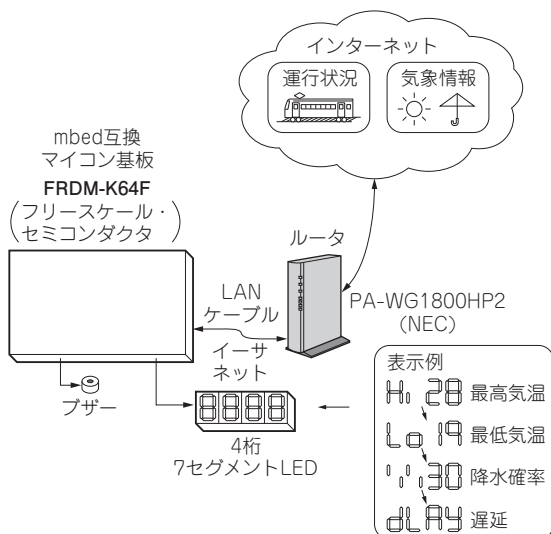 インターネット
運行状況
気象情報
mbed互換
マイコン基板
FRDM-K64F
(フリースケール・
セミコンダクタ)
ルータ
LAN
ケーブル
イーサ
ネット
PA-WG1800HP2
(NEC)
ブザー
8888
4桁
7セグメントLED
表示例
Hi 28 最高気温
Lo 19 最低気温
30 降水確率
dLAY 遅延